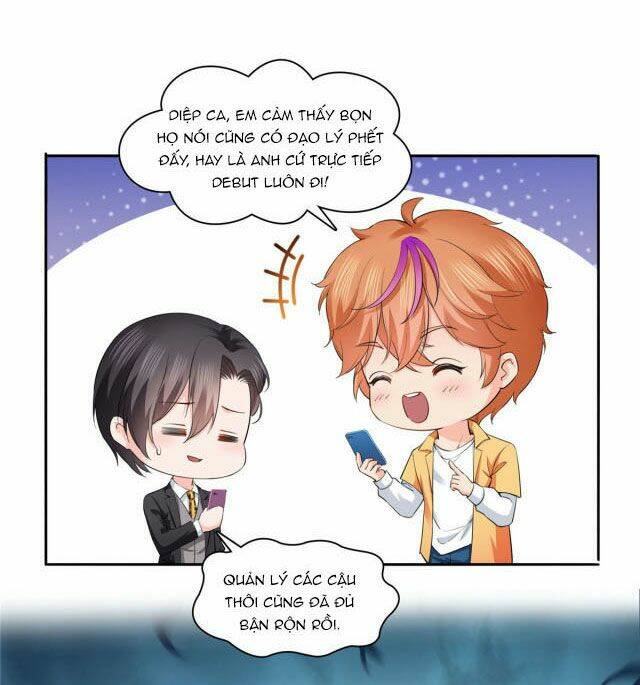 DIỆP CA, EM CẢM THẤY BỌN
HỌ NÓI CŨNG CÓ ĐẠO LÝ PHẾT
ĐẤY, HAY LÀ ANH CỨ TRỰC TIẾP
DEBUT LUÔN ĐI!
QUẢN LÝ CÁC CẬU
THÔI CŨNG ĐÃ ĐỦ
BẬN RỘN RỒI.